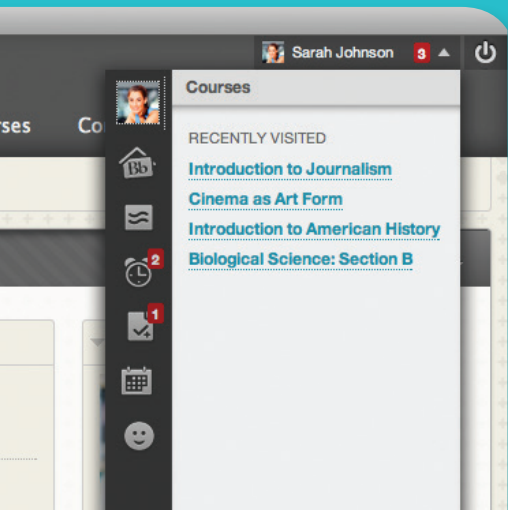 Sarah Johnson 3
rses Co
Courses
RECENTLY VISITED
Introduction to Journalism
Cinema as Art Form
Introduction to American History
Biological Science: Section B
Bb
2
1